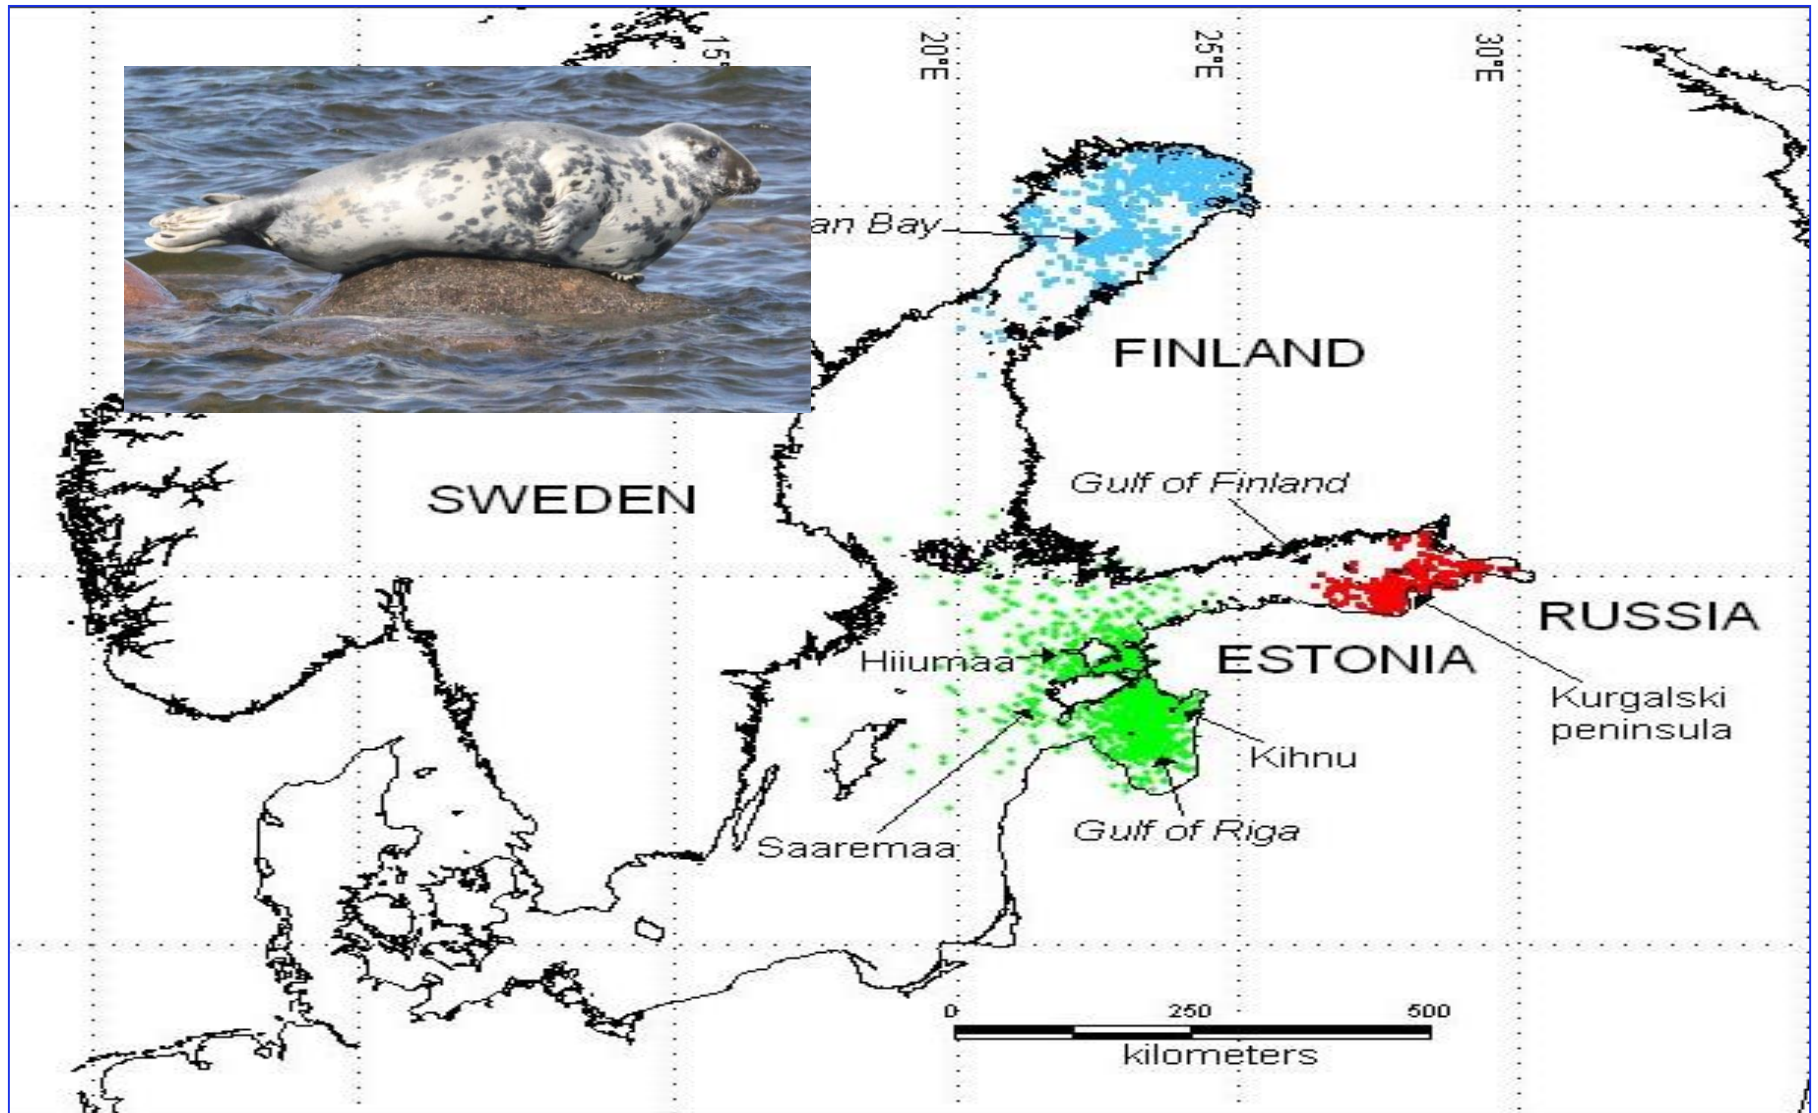 15°
20°E
25°E
30°E
an Bay
FINLAND
Gulf of Finland
SWEDEN
RUSSIA
Hiiumaa
ESTONIA
Kurgalski
peninsula
Kihnu
Gulf of Riga
Saaremaa
0 250 500
kilometers